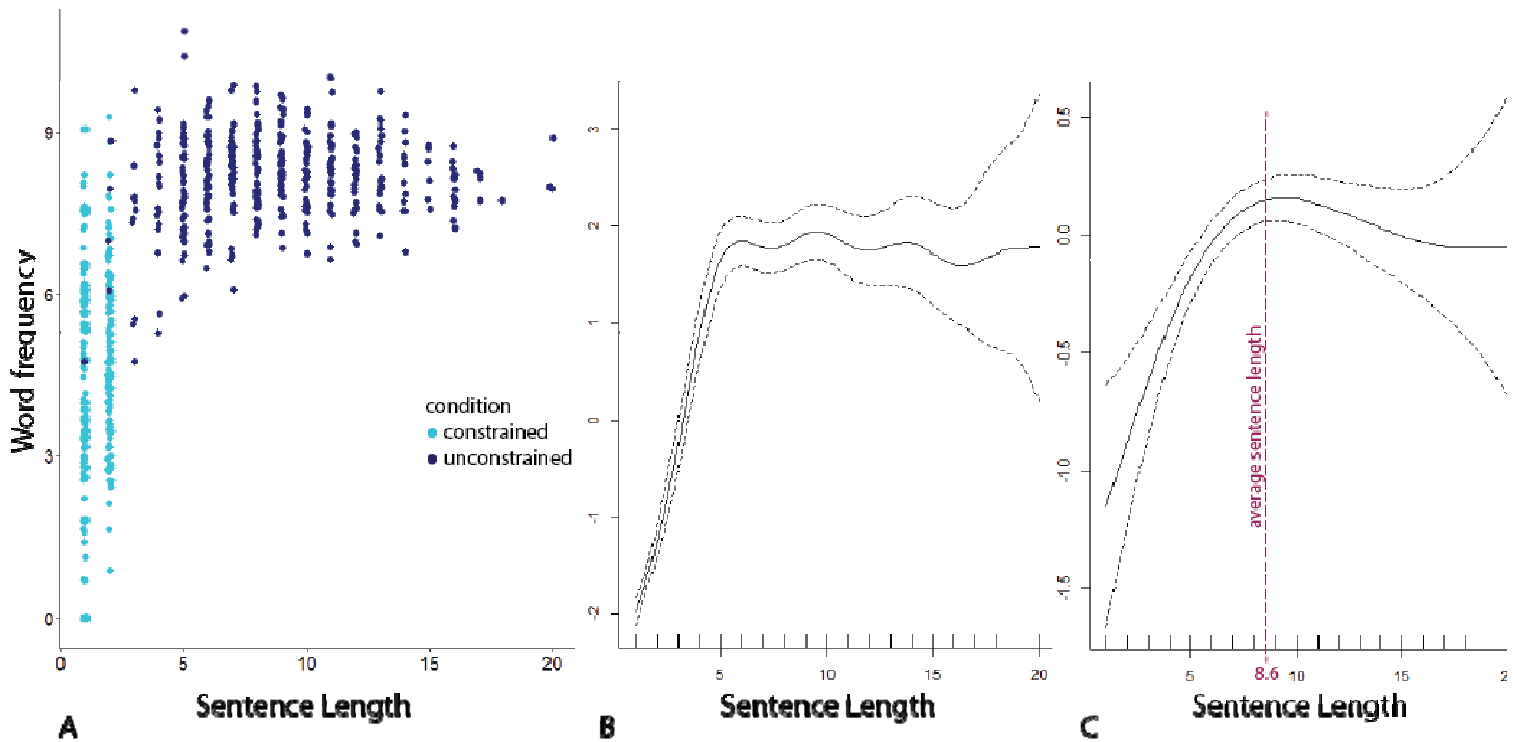 Word frequency
9
6
3
0
0 5 10 15 20
Sentence Length
A
condition
constrained
unconstrained
3
2
1
0
-1
-2
5 10 15 20
Sentence Length
B
0.5
0.0
-0.5
-1.0
-1.5
average sentence length
5 8.6 10 15 2
Sentence Length
C